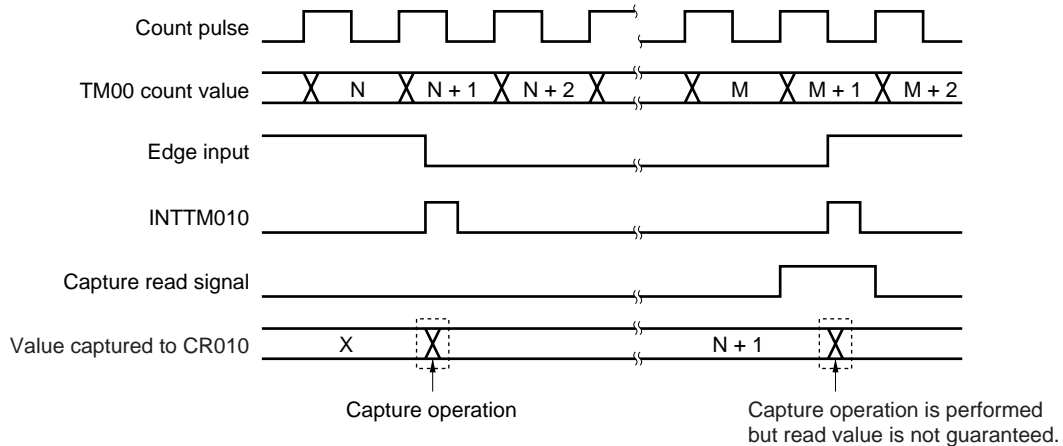 Count pulse
TM00 count value
N
N + 1
N + 2
M
M + 1
M + 2
Edge input
INTTM010
Capture read signal
Value captured to CR010
X
N + 1
Capture operation
Capture operation is performed
but read value is not guaranteed.